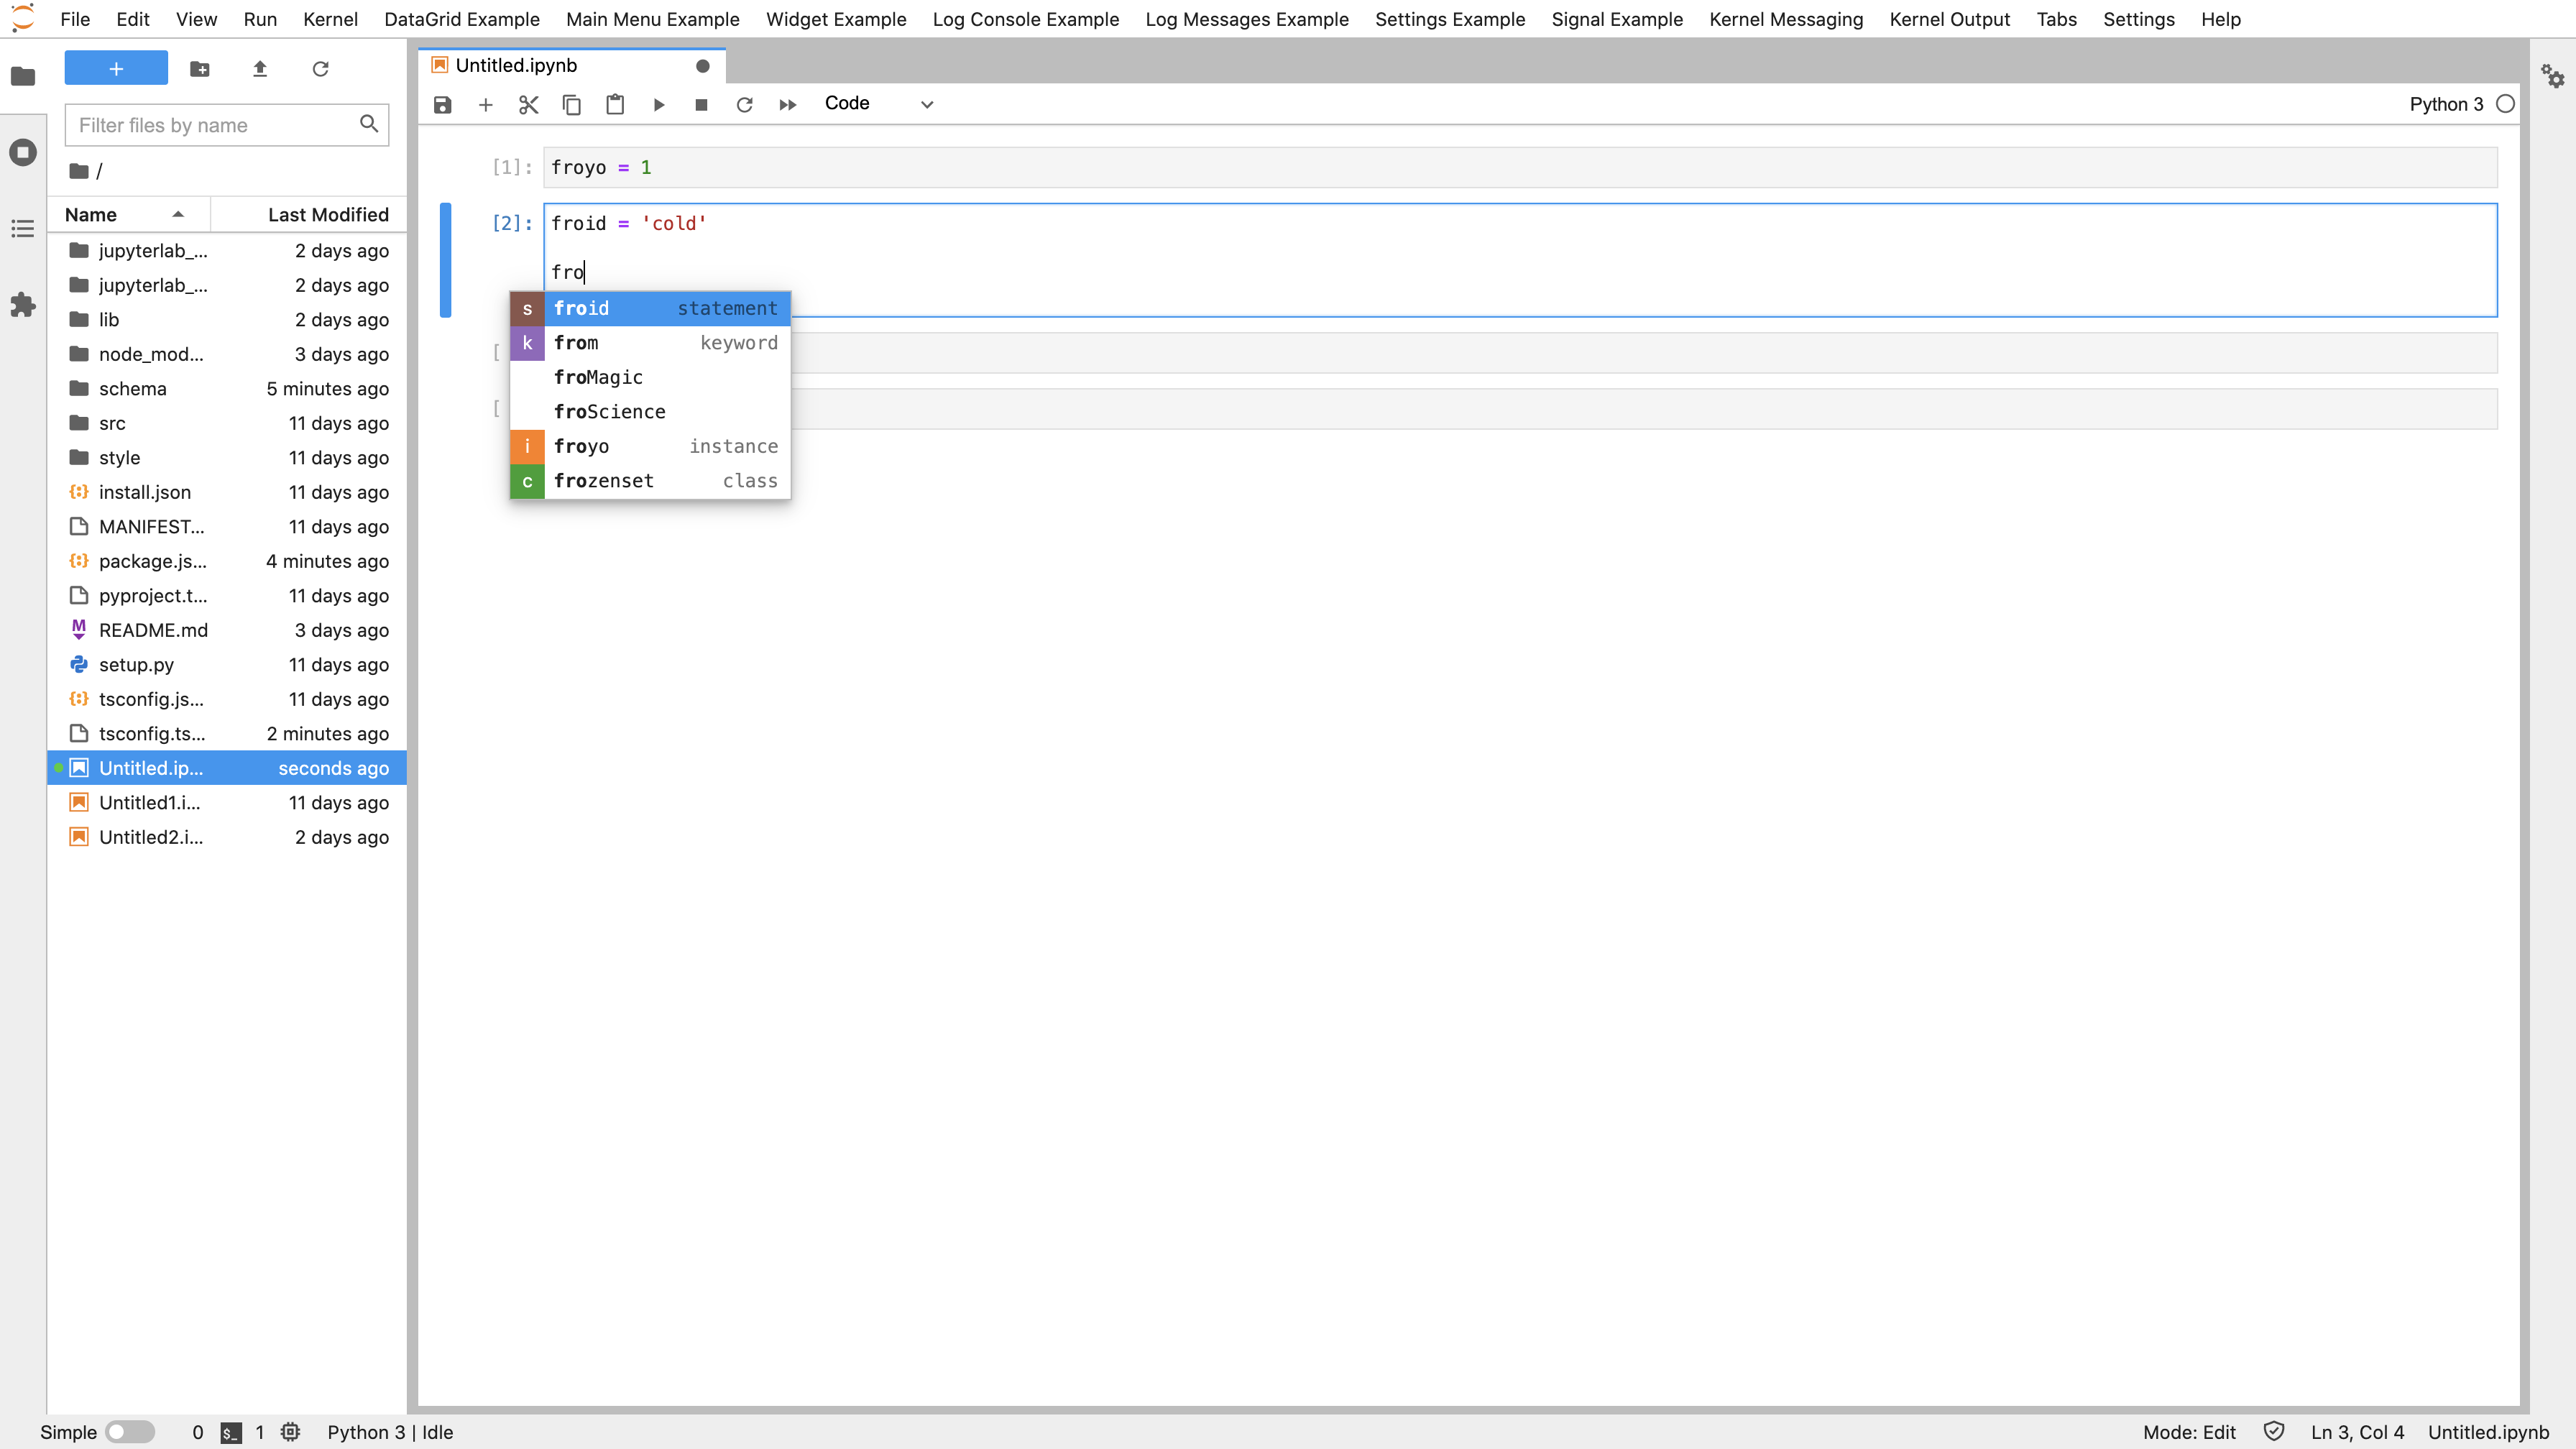 File Edit View Run Kernel DataGrid Example Main Menu Example Widget Example Log Console Example Log Messages Example Settings Example Signal Example Kernel Messaging Kernel Output Tabs Settings Help
Filter files by name
/
Name Last Modified
jupyterlab_... 2 days ago
jupyterlab_... 2 days ago
lib 2 days ago
node_mod... 3 days ago
schema 5 minutes ago
src 11 days ago
style 11 days ago
install.json 11 days ago
MANIFEST... 11 days ago
package.js... 4 minutes ago
pyproject.t... 11 days ago
README.md 3 days ago
setup.py 11 days ago
tsconfig.js... 11 days ago
tsconfig.ts... 2 minutes ago
Untitled.ip... seconds ago
Untitled1.i... 11 days ago
Untitled2.i... 2 days ago
Untitled.ipynb
Code Python 3
[1]: froyo = 1
[2]: froid = 'cold'
fro
s froid statement
k from keyword
froMagic
froScience
i froyo instance
c frozenset class
[
[
Simple 0 $_ 1 Python 3 | Idle Mode: Edit Ln 3, Col 4 Untitled.ipynb